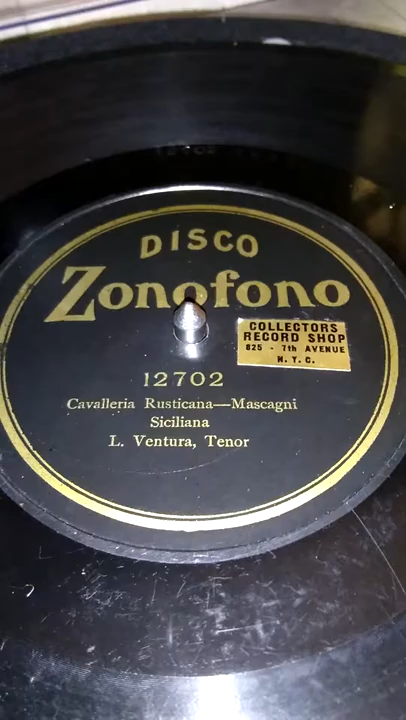 DISCO
Zonofono
COLLECTORS
RECORD SHOP
825 - 7th AVENUE
N. Y. C.
12702
Cavalleria Rusticana—Mascagni
Siciliana
L. Ventura, Tenor